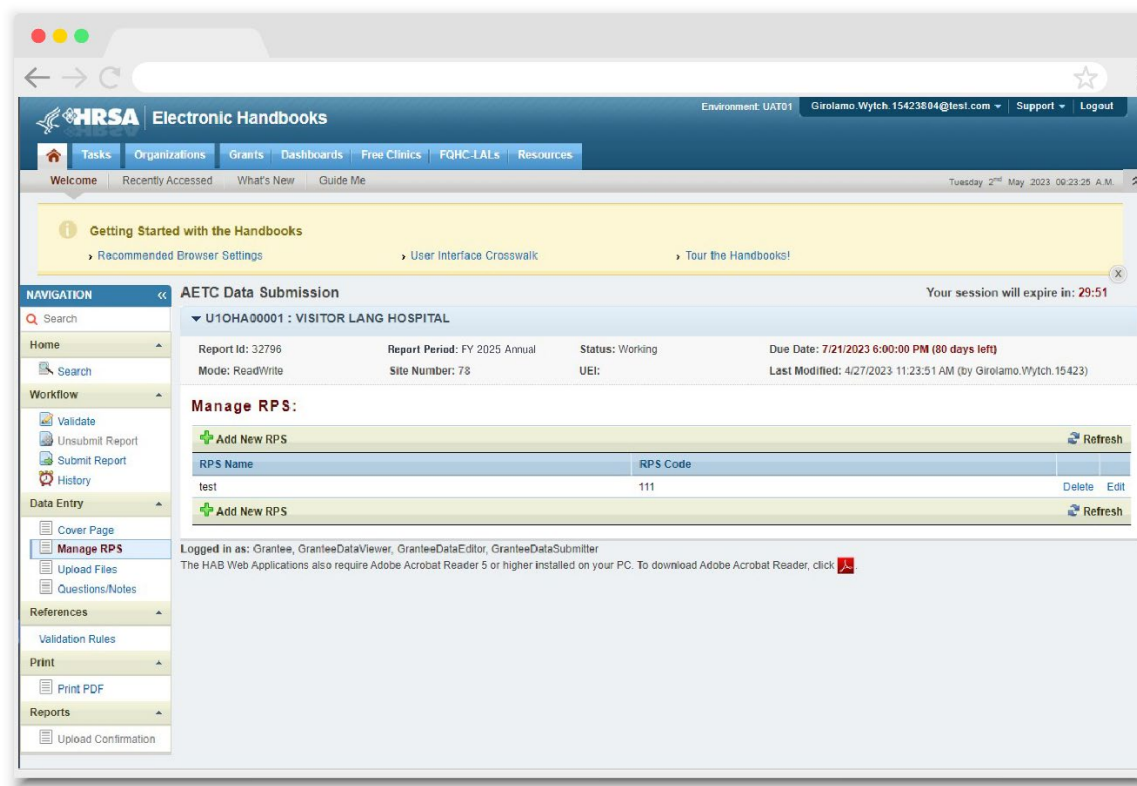 HRSA Electronic Handbooks
Environment: UAT01 Girolamo.Wytch.15423804@test.com Support Logout
Tasks Organizations Grants Dashboards Free Clinics FQHC-LALs Resources
Welcome Recently Accessed What's New Guide Me Tuesday 2nd May 2023 09:23:25 A.M.
Getting Started with the Handbooks
Recommended Browser Settings User Interface Crosswalk Tour the Handbooks!
NAVIGATION
Search
Home
Search
Workflow
Validate
Unsubmit Report
Submit Report
History
Data Entry
Cover Page
Manage RPS
Upload Files
Questions/Notes
References
Validation Rules
Print
Print PDF
Reports
Upload Confirmation
AETC Data Submission Your session will expire in: 29:51
U1OHA00001 : VISITOR LANG HOSPITAL
Report Id: 32796 Report Period: FY 2025 Annual Status: Working Due Date: 7/21/2023 6:00:00 PM (80 days left)
Mode: ReadWrite Site Number: 78 UEI: Last Modified: 4/27/2023 11:23:51 AM (by Girolamo.Wytch.15423)
Manage RPS:
Add New RPS Refresh
RPS Name RPS Code
test 111 Delete Edit
Add New RPS Refresh
Logged in as: Grantee, GranteeDataViewer, GranteeDataEditor, GranteeDataSubmitter
The HAB Web Applications also require Adobe Acrobat Reader 5 or higher installed on your PC. To download Adobe Acrobat Reader, click .